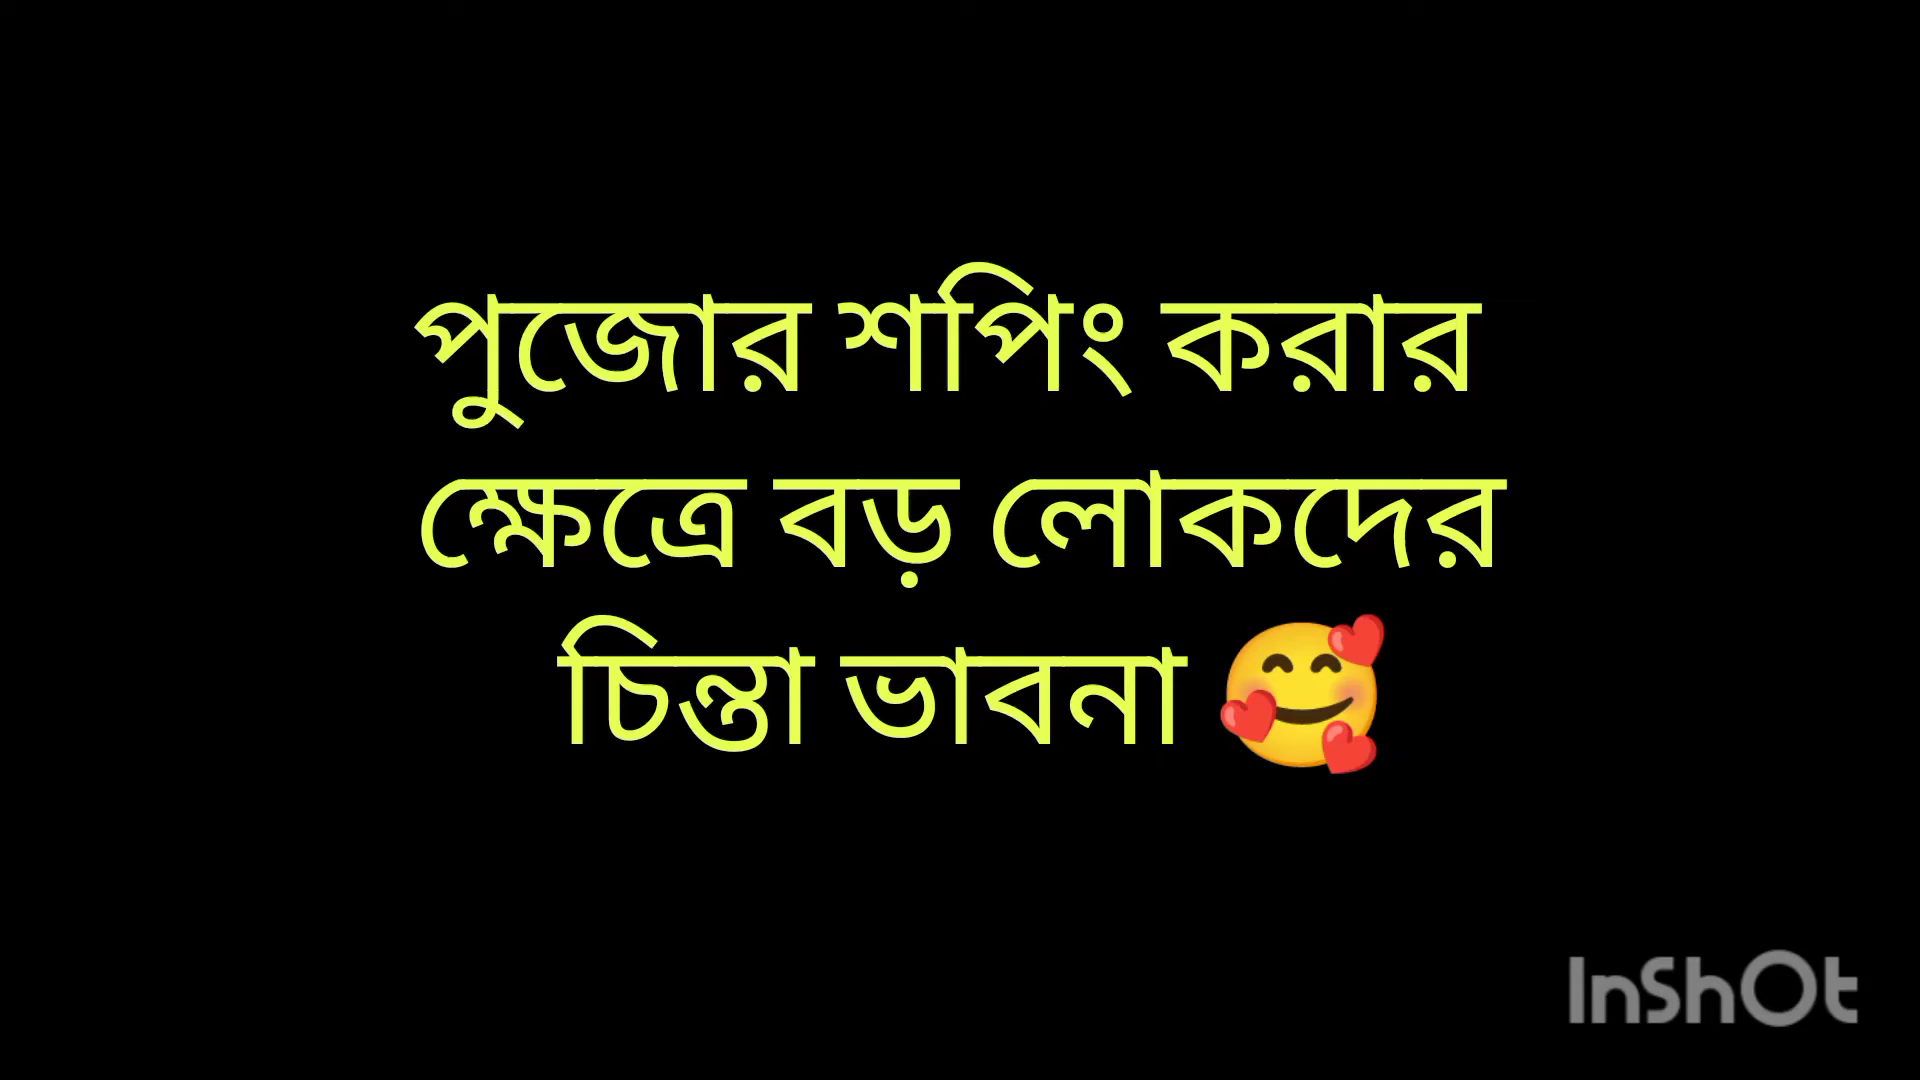 পুজোর শপিং করার
ক্ষেত্রে বড় লোকদের
চিন্তা ভাবনা 🥰
InShOt